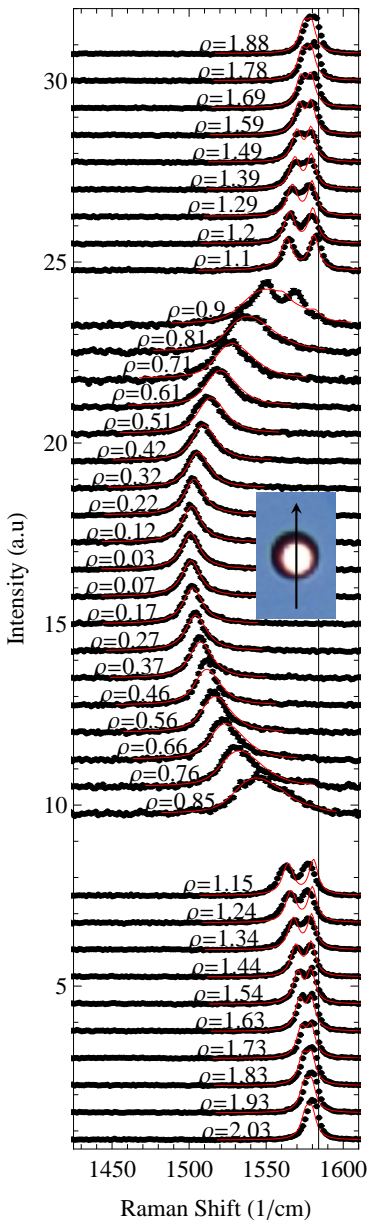 30
ρ=1.88
ρ=1.78
ρ=1.69
ρ=1.59
ρ=1.49
ρ=1.39
ρ=1.29
ρ=1.2
ρ=1.1
25
ρ=0.9
ρ=0.81
ρ=0.71
ρ=0.61
ρ=0.51
20
ρ=0.42
ρ=0.32
ρ=0.22
ρ=0.12
ρ=0.03
ρ=0.07
15
ρ=0.17
ρ=0.27
ρ=0.37
ρ=0.46
ρ=0.56
ρ=0.66
ρ=0.76
10
ρ=0.85
ρ=1.15
ρ=1.24
ρ=1.34
ρ=1.44
5
ρ=1.54
ρ=1.63
ρ=1.73
ρ=1.83
ρ=1.93
ρ=2.03
Intensity (a.u)
1450 1500 1550 1600
Raman Shift (1/cm)